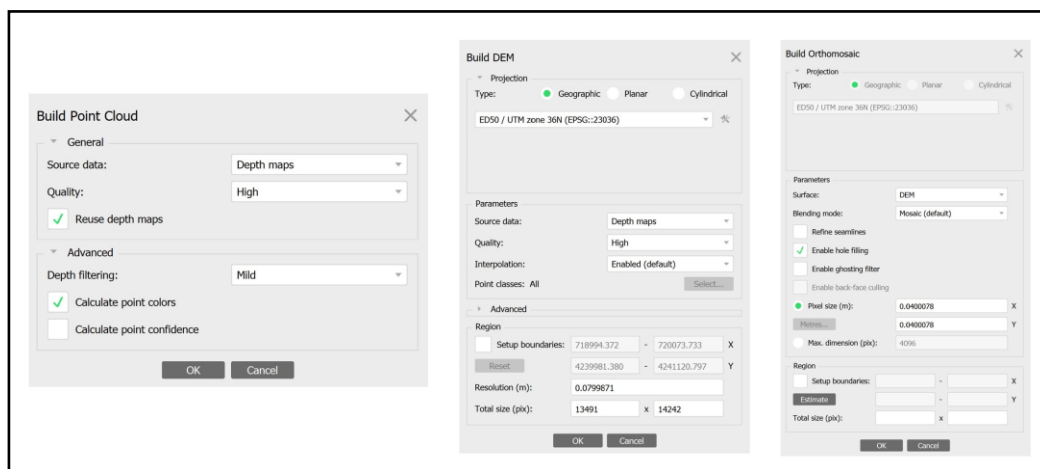 Build Point Cloud
General
Source data: Depth maps
Quality: High
Reuse depth maps
Advanced
Depth filtering: Mild
Calculate point colors
Calculate point confidence
OK Cancel
Build DEM
Projection
Type: Geographic Planar Cylindrical
ED50 / UTM zone 36N (EPSG::23036)
Parameters
Source data: Depth maps
Quality: High
Interpolation: Enabled (default)
Point classes: All Select...
Advanced
Region
Setup boundaries: 718994.372 - 720073.733 X
Reset 4239981.380 - 4241120.797 Y
Resolution (m): 0.0799871
Total size (pix): 13491 x 14242
OK Cancel
Build Orthomosaic
Projection
Type: Geographic Planar Cylindrical
ED50 / UTM zone 36N (EPSG::23036)
Parameters
Surface: DEM
Blending mode: Mosaic (default)
Refine seamlines
Enable hole filling
Enable ghosting filter
Enable back-face culling
Pixel size (m): 0.0400078 X
Metres... 0.0400078 Y
Max. dimension (pix): 4096
Region
Setup boundaries: - X
Estimate - Y
Total size (pix): x
OK Cancel